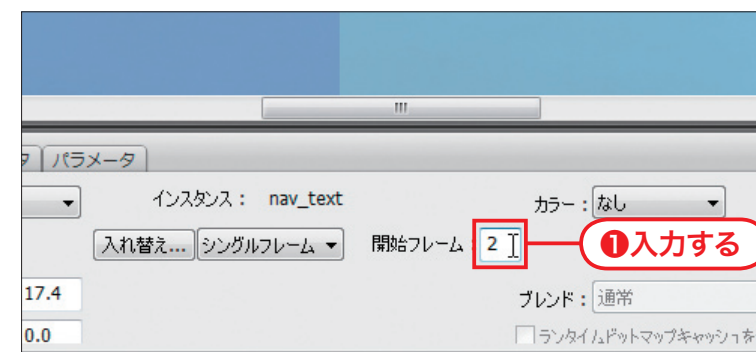 パラメータ
インスタンス： nav_text
カラー：なし
入れ替え... シングルフレーム 開始フレーム：2
❶入力する
17.4
ブレンド：通常
0.0
ランタイムビットマップキャッシュを